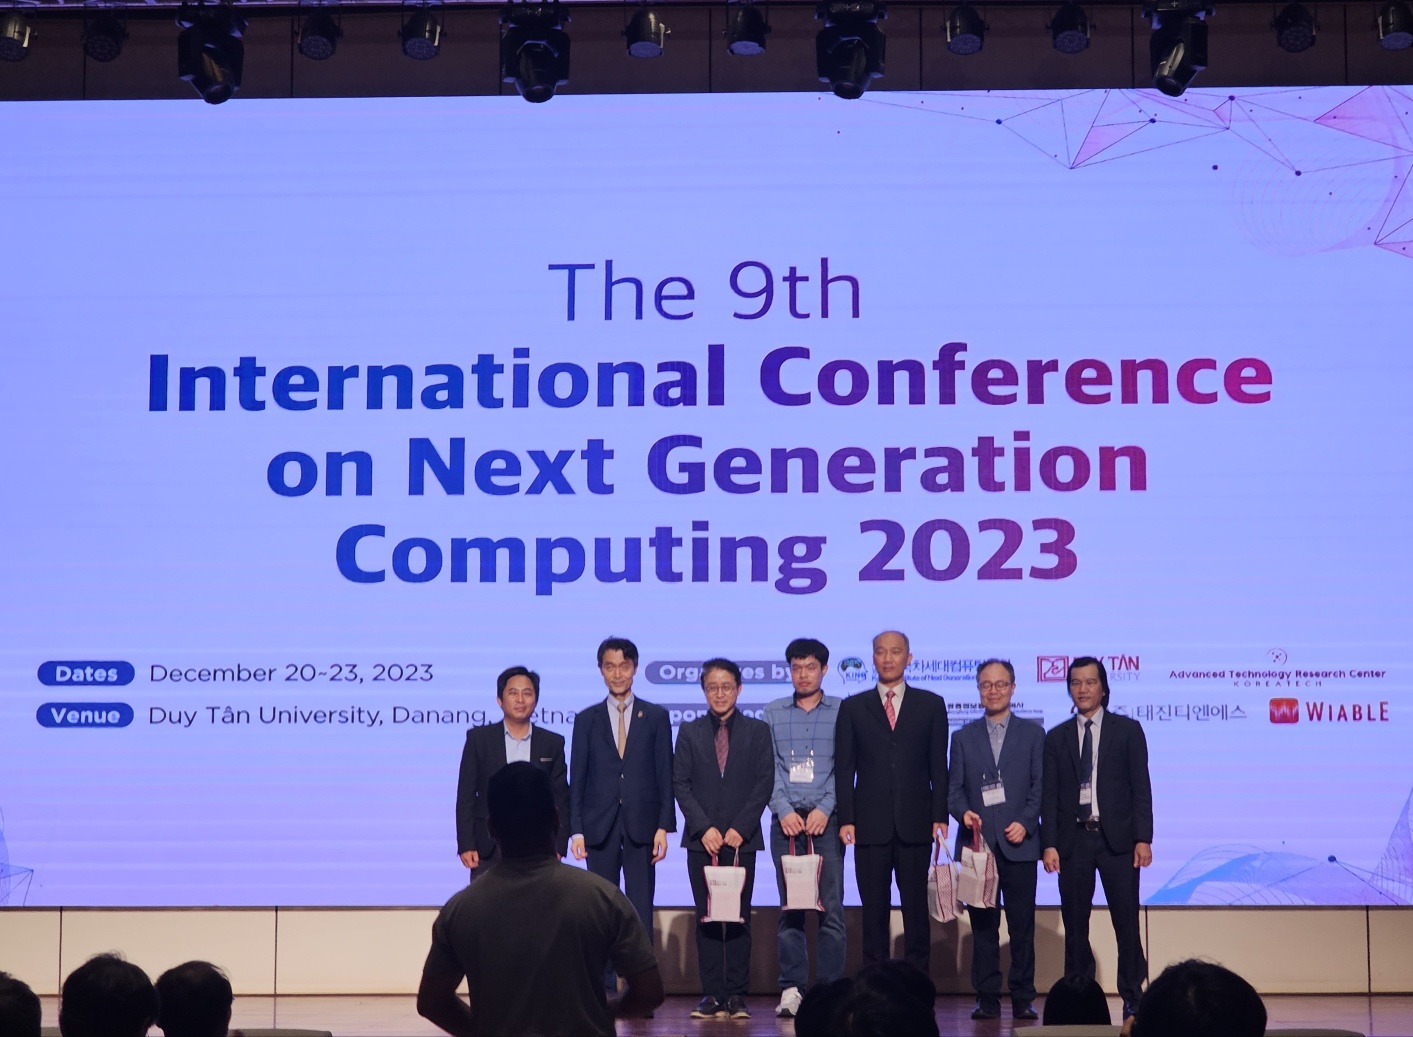 The 9th
International Conference
on Next Generation
Computing 2023
Dates December 20~23, 2023
Venue Duy Tân University, Danang,
TÂN
Advanced Technology Research Center
KOREATECH
태진티엔에스
WIABLE